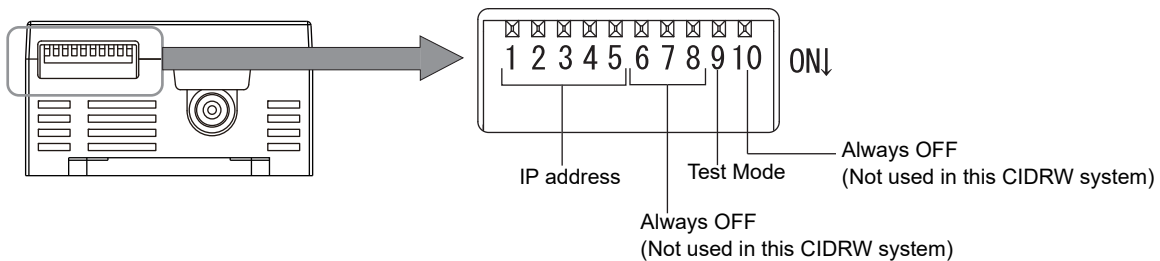 1 2 3 4 5 6 7 8 9 10 ON↓
IP address
Test Mode
Always OFF
(Not used in this CIDRW system)
Always OFF
(Not used in this CIDRW system)